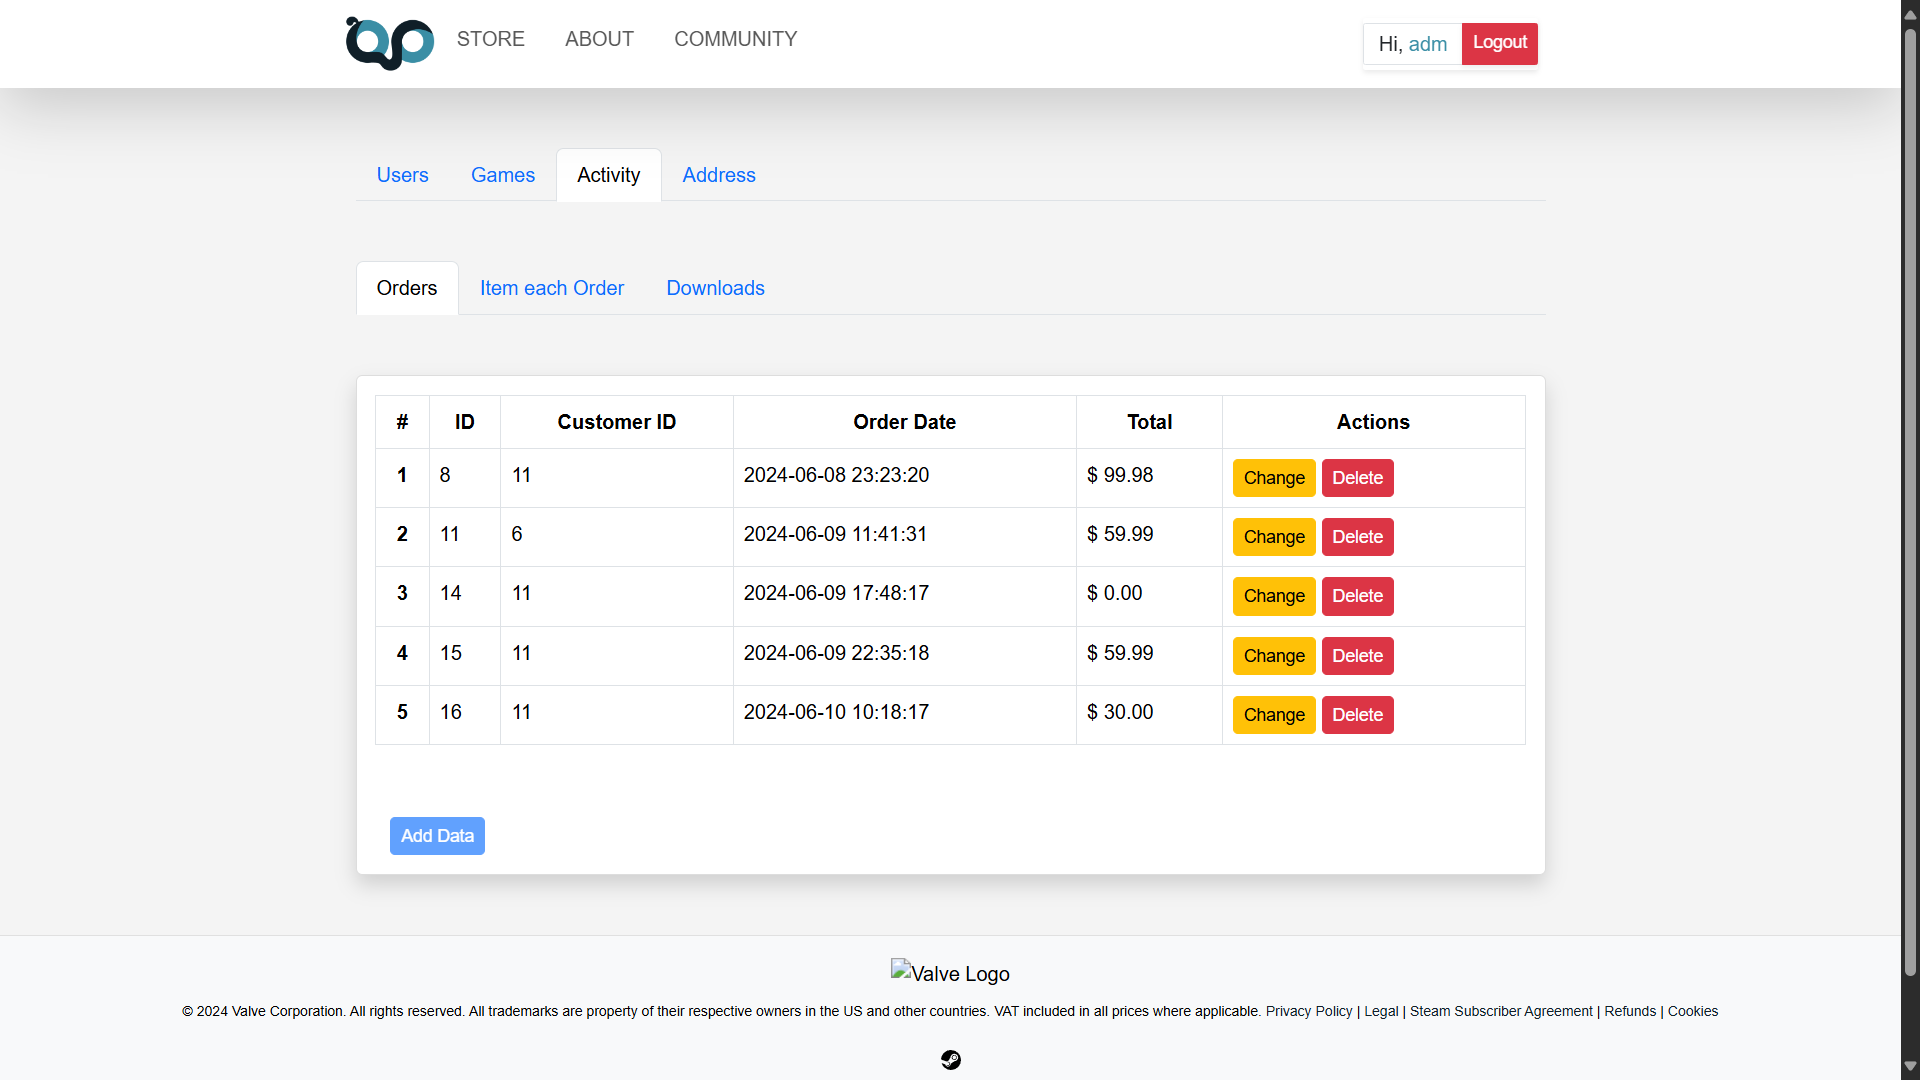 STORE ABOUT COMMUNITY Hi, adm Logout
Users Games Activity Address
Orders Item each Order Downloads
# ID Customer ID Order Date Total Actions
1 8 11 2024-06-08 23:23:20 $ 99.98 Change Delete
2 11 6 2024-06-09 11:41:31 $ 59.99 Change Delete
3 14 11 2024-06-09 17:48:17 $ 0.00 Change Delete
4 15 11 2024-06-09 22:35:18 $ 59.99 Change Delete
5 16 11 2024-06-10 10:18:17 $ 30.00 Change Delete
Add Data
Valve Logo
© 2024 Valve Corporation. All rights reserved. All trademarks are property of their respective owners in the US and other countries. VAT included in all prices where applicable. Privacy Policy | Legal | Steam Subscriber Agreement | Refunds | Cookies